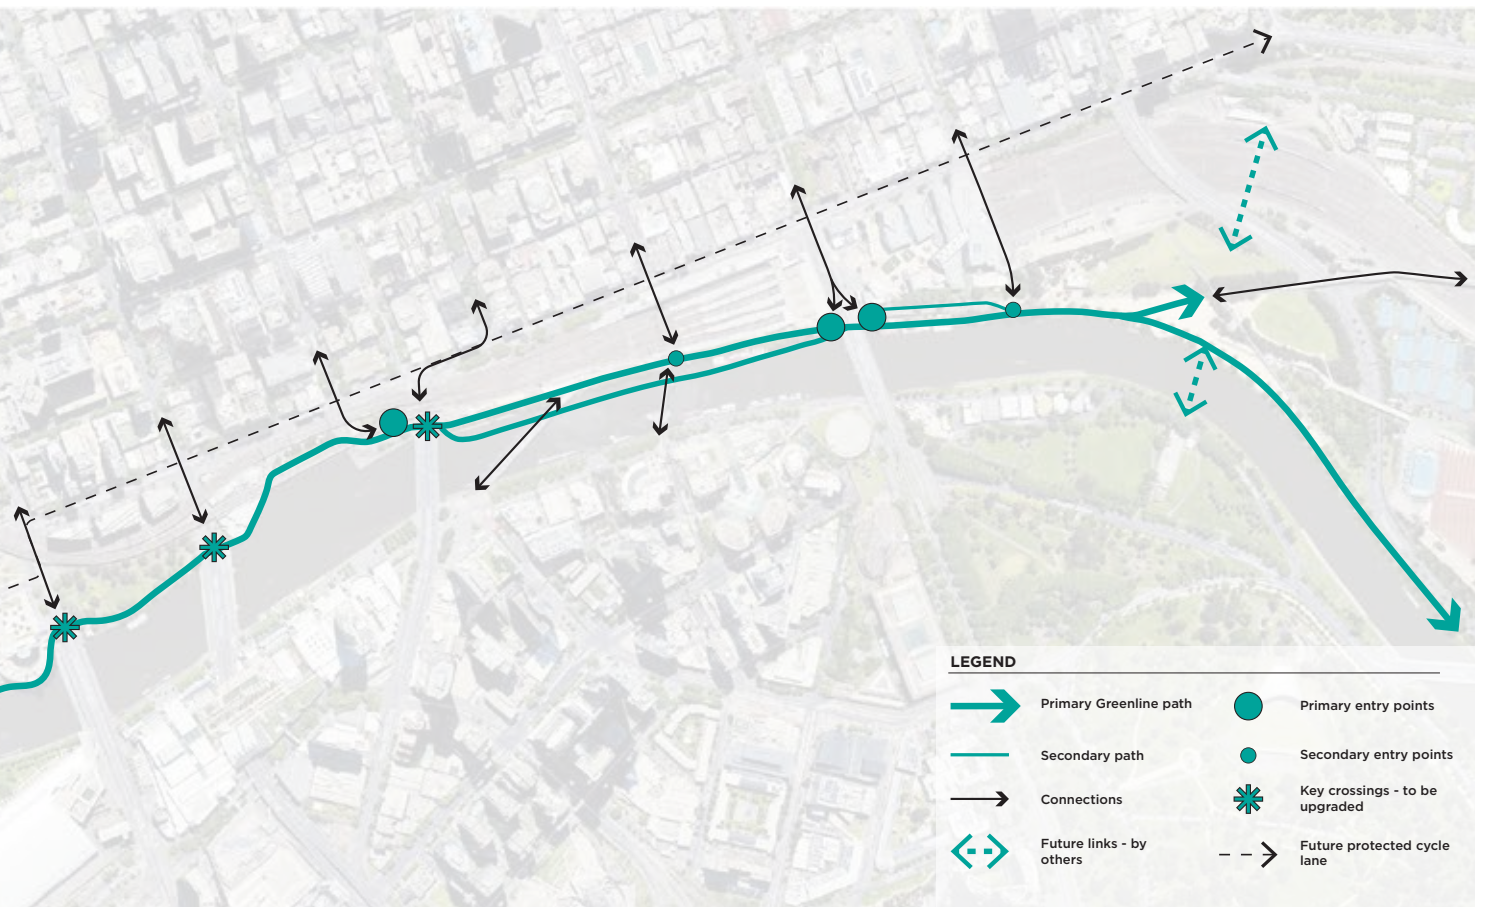 LEGEND
Primary Greenline path
Primary entry points
Secondary path
Secondary entry points
Connections
Key crossings - to be
upgraded
Future links - by
others
Future protected cycle
lane